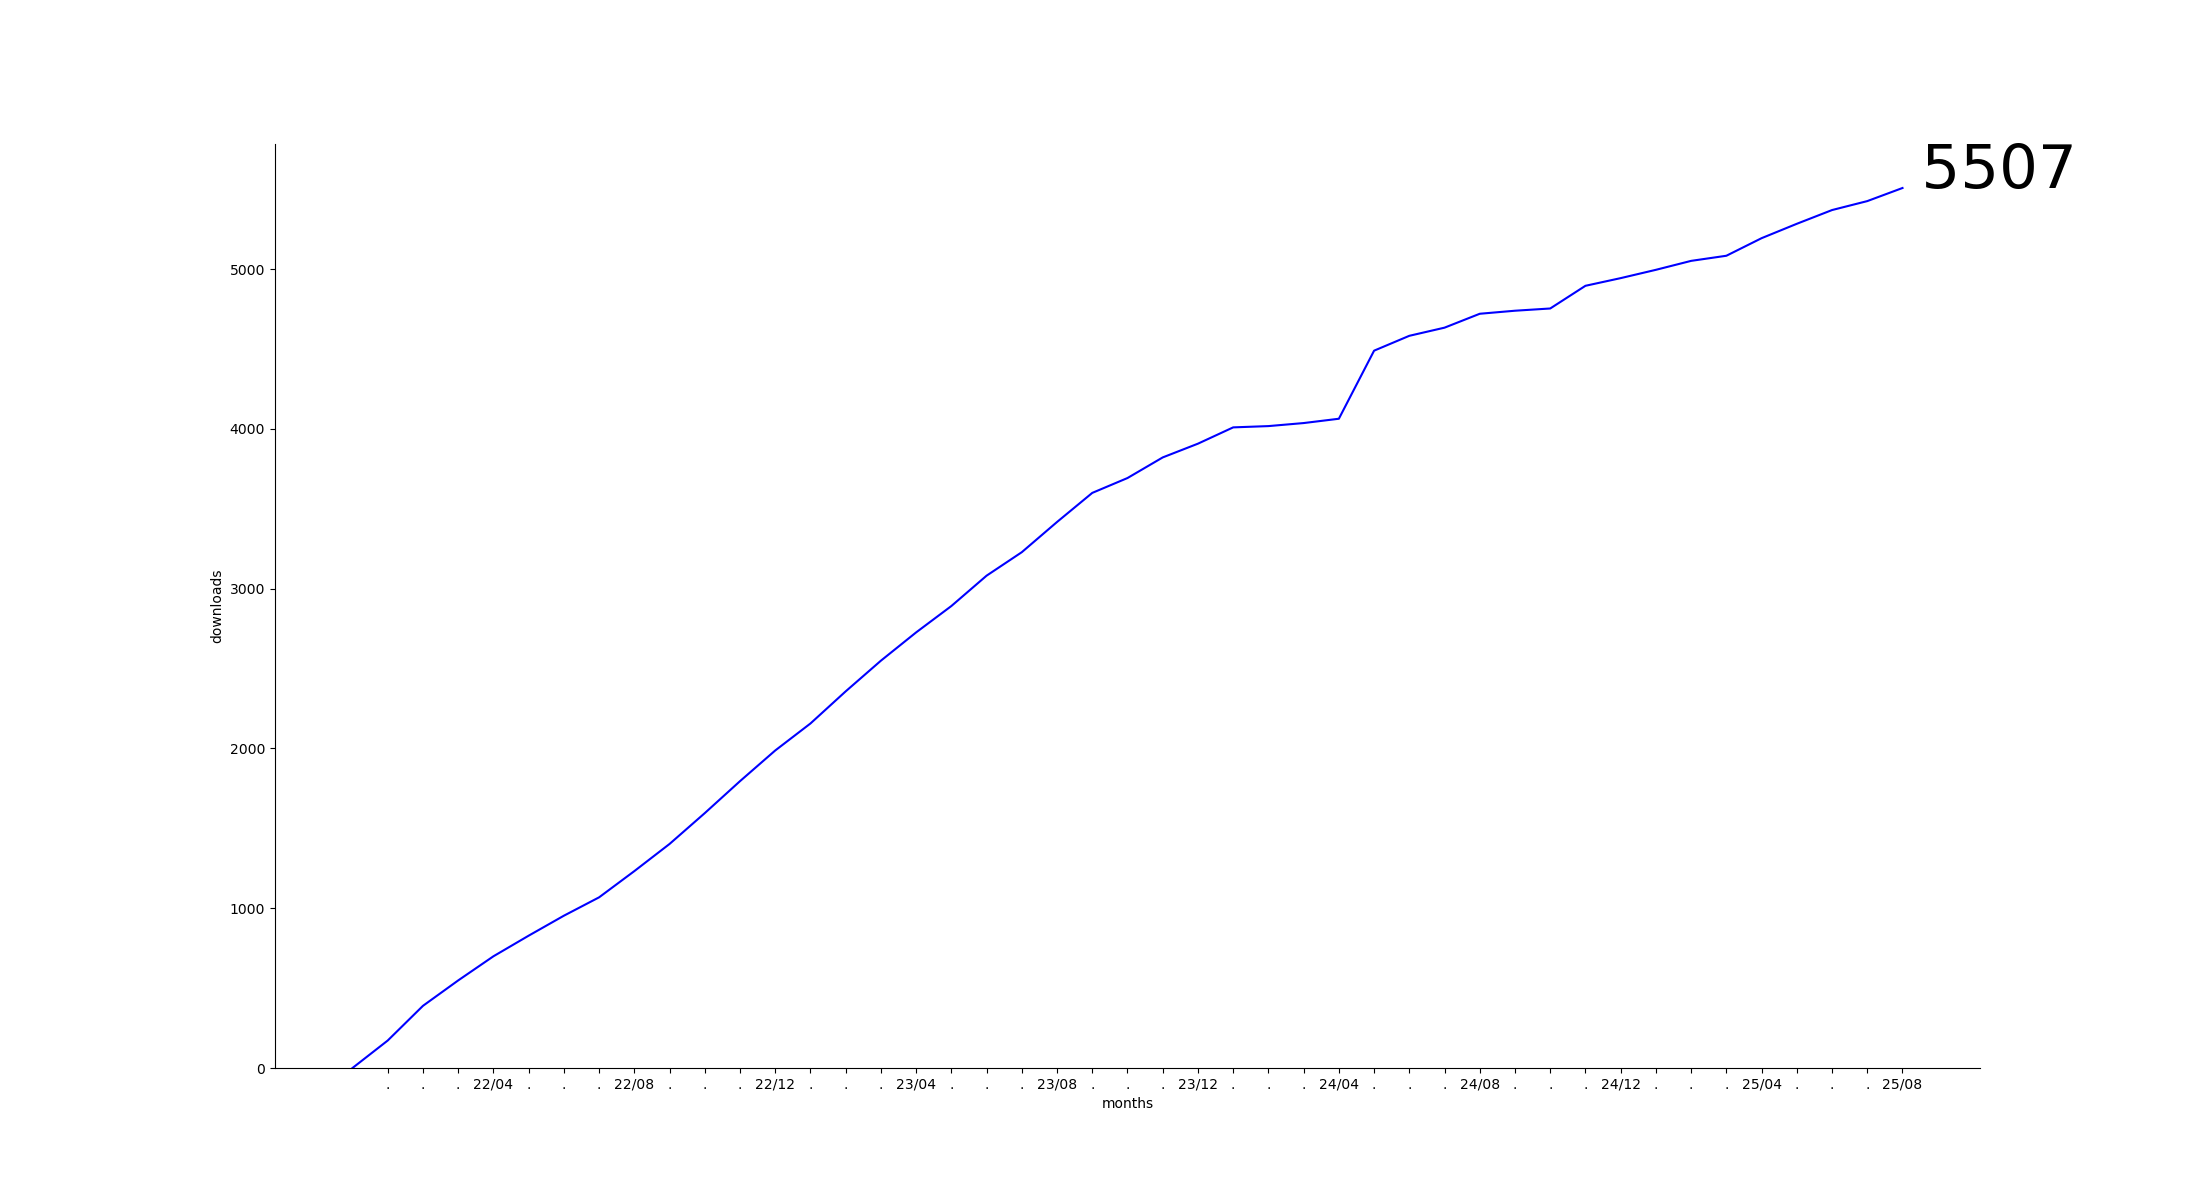 5507
5000
4000
3000
2000
1000
0
downloads
. . . 22/04 . . . 22/08 . . . 22/12 . . . 23/04 . . . 23/08 . . . 23/12 . . . 24/04 . . . 24/08 . . . 24/12 . . . 25/04 . . . 25/08
months